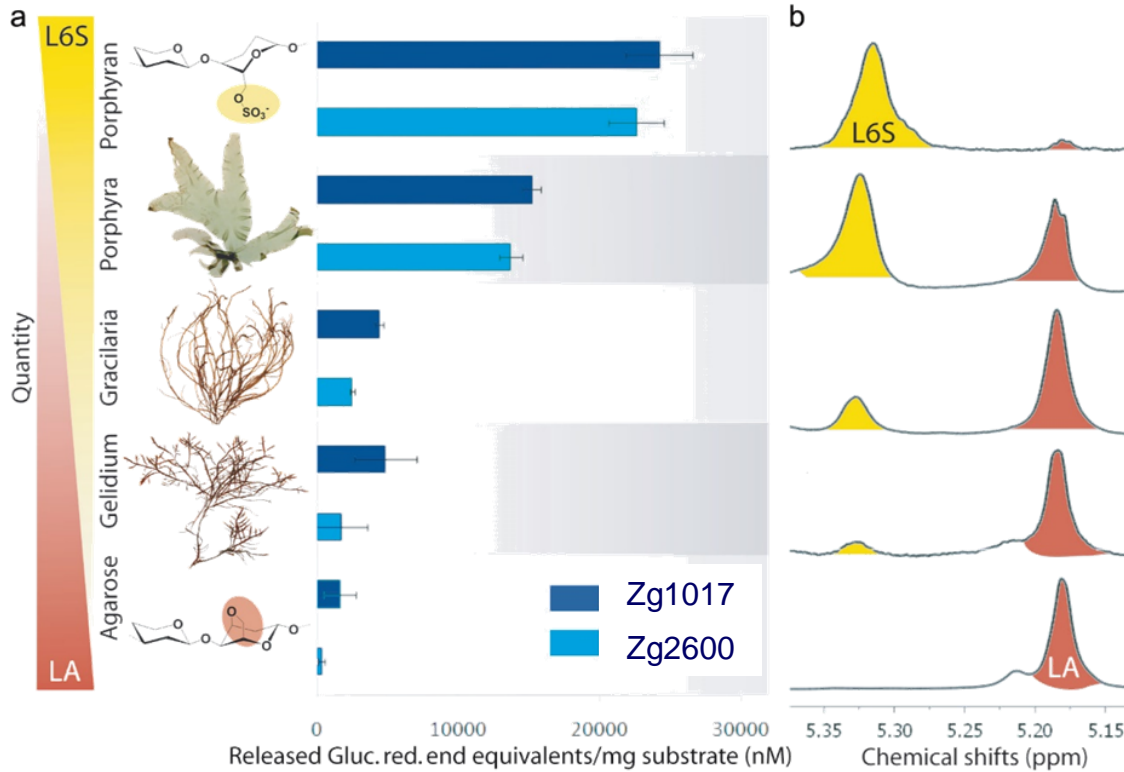 a
b
L6S
Porphyran
O
O
O
O
O
SO₃⁻
Porphyra
Gracilaria
Quantity
Gelidium
Agarose
O
O
O
O
O
LA
Zg1017
Zg2600
0 10000 20000 30000
Released Gluc. red. end equivalents/mg substrate (nM)
L6S
LA
5.35 5.30 5.25 5.20 5.15
Chemical shifts (ppm)